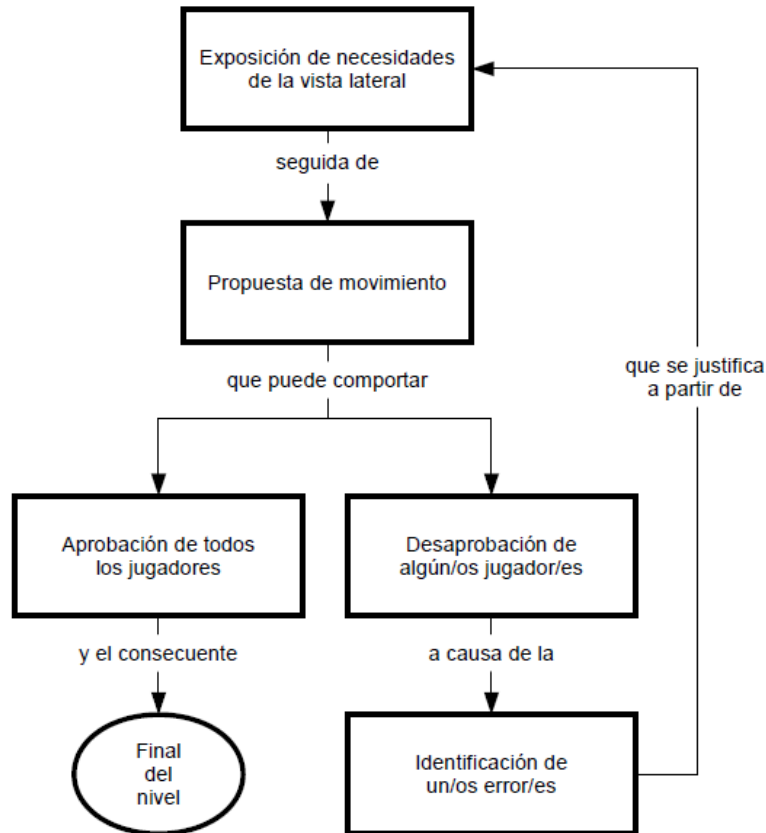 Exposición de necesidades
de la vista lateral
seguida de
Propuesta de movimiento
que puede comportar
que se justifica
a partir de
Aprobación de todos
los jugadores
Desaprobación de
algún/os jugador/es
y el consecuente
a causa de la
Final
del
nivel
Identificación de
un/os error/es